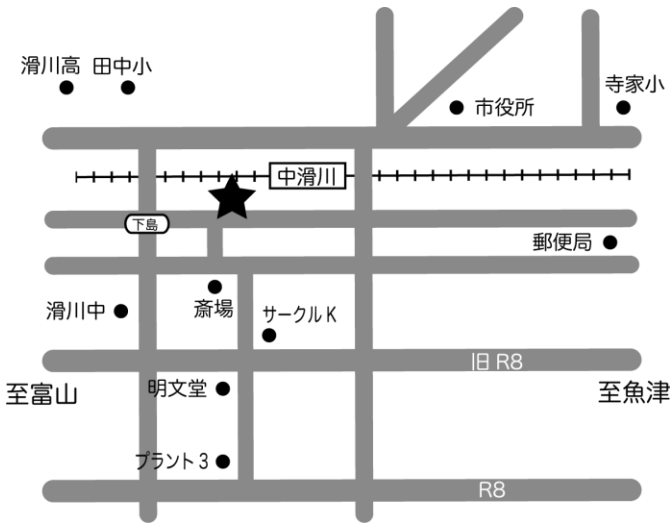 滑川高
田中小
寺家小
市役所
中滑川
下島
郵便局
滑川中
斎場
サークルK
旧 R8
至富山
明文堂
至魚津
プラント3
R8